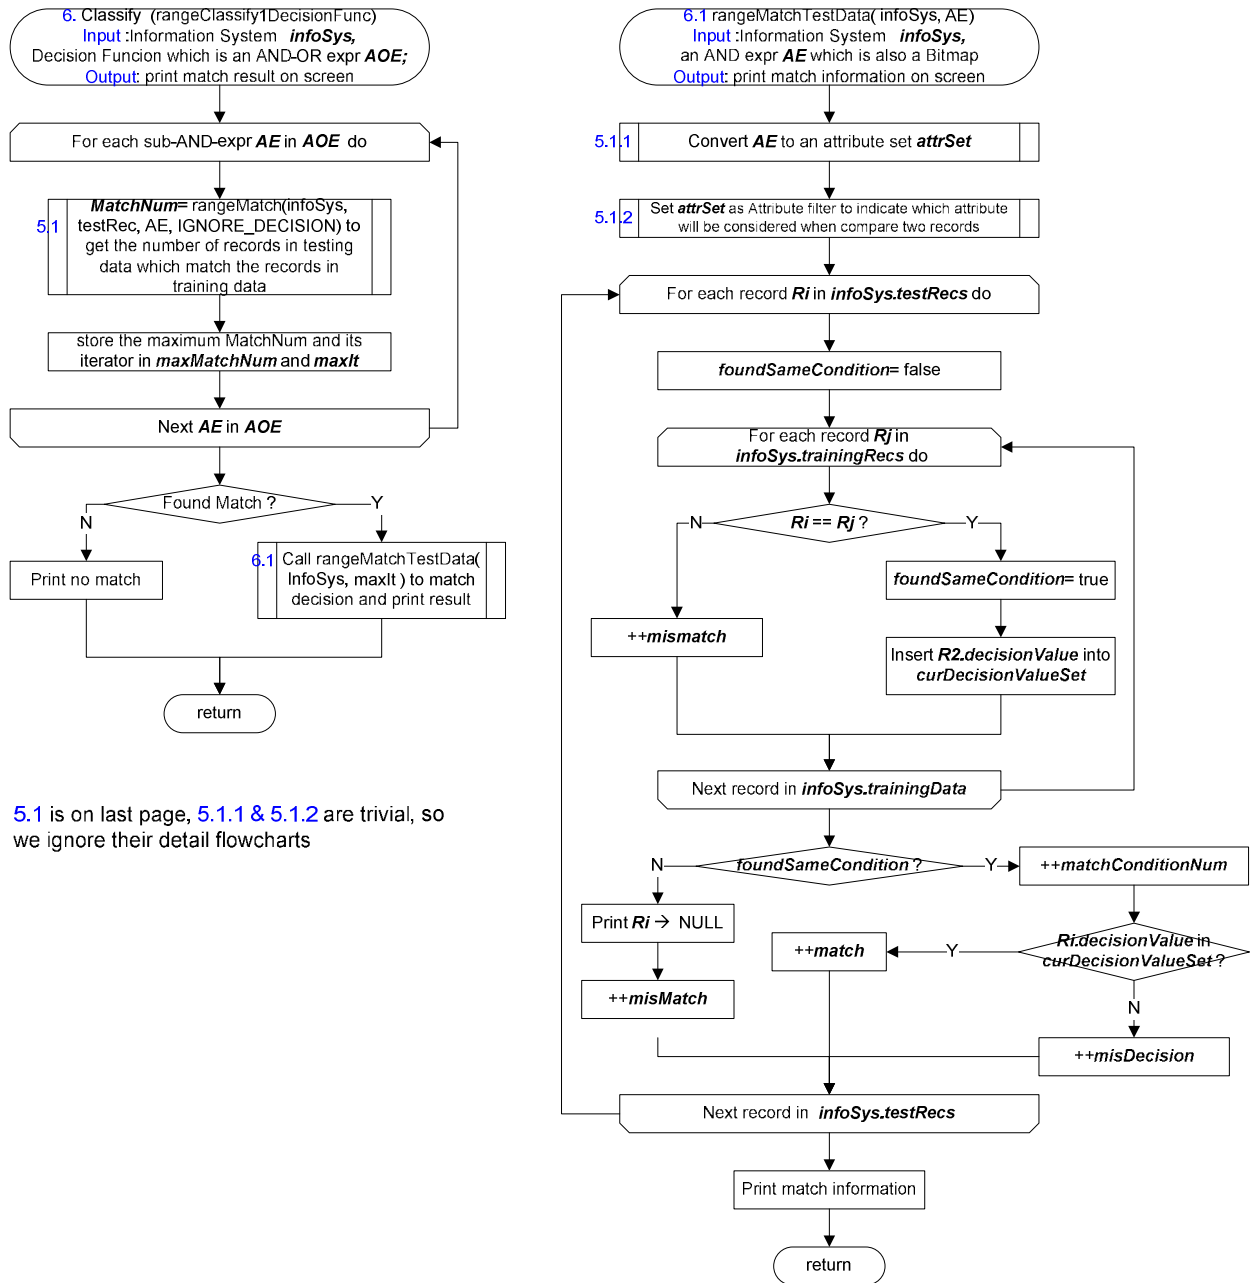 6. Classify (rangeClassify1DecisionFunc)
Input :Information System infoSys,
Decision Funcion which is an AND-OR expr AOE;
Output: print match result on screen
For each sub-AND-expr AE in AOE do
5.1
MatchNum= rangeMatch(infoSys,
testRec, AE, IGNORE_DECISION) to
get the number of records in testing
data which match the records in
training data
store the maximum MatchNum and its
iterator in maxMatchNum and maxIt
Next AE in AOE
Found Match ?
N
Y
Print no match
6.1
Call rangeMatchTestData(
InfoSys, maxIt ) to match
decision and print result
return
5.1 is on last page, 5.1.1 & 5.1.2 are trivial, so
we ignore their detail flowcharts
6.1 rangeMatchTestData( infoSys, AE)
Input :Information System infoSys,
an AND expr AE which is also a Bitmap
Output: print match information on screen
5.1.1
Convert AE to an attribute set attrSet
5.1.2
Set attrSet as Attribute filter to indicate which attribute
will be considered when compare two records
For each record Ri in infoSys.testRecs do
foundSameCondition= false
For each record Rj in
infoSys.trainingRecs do
N
Ri == Rj ?
Y
foundSameCondition= true
++mismatch
Insert R2.decisionValue into
curDecisionValueSet
Next record in infoSys.trainingData
N
foundSameCondition ?
Y
++matchConditionNum
Print Ri → NULL
++match
Y
Ri.decisionValue in
curDecisionValueSet ?
++misMatch
N
++misDecision
Next record in infoSys.testRecs
Print match information
return